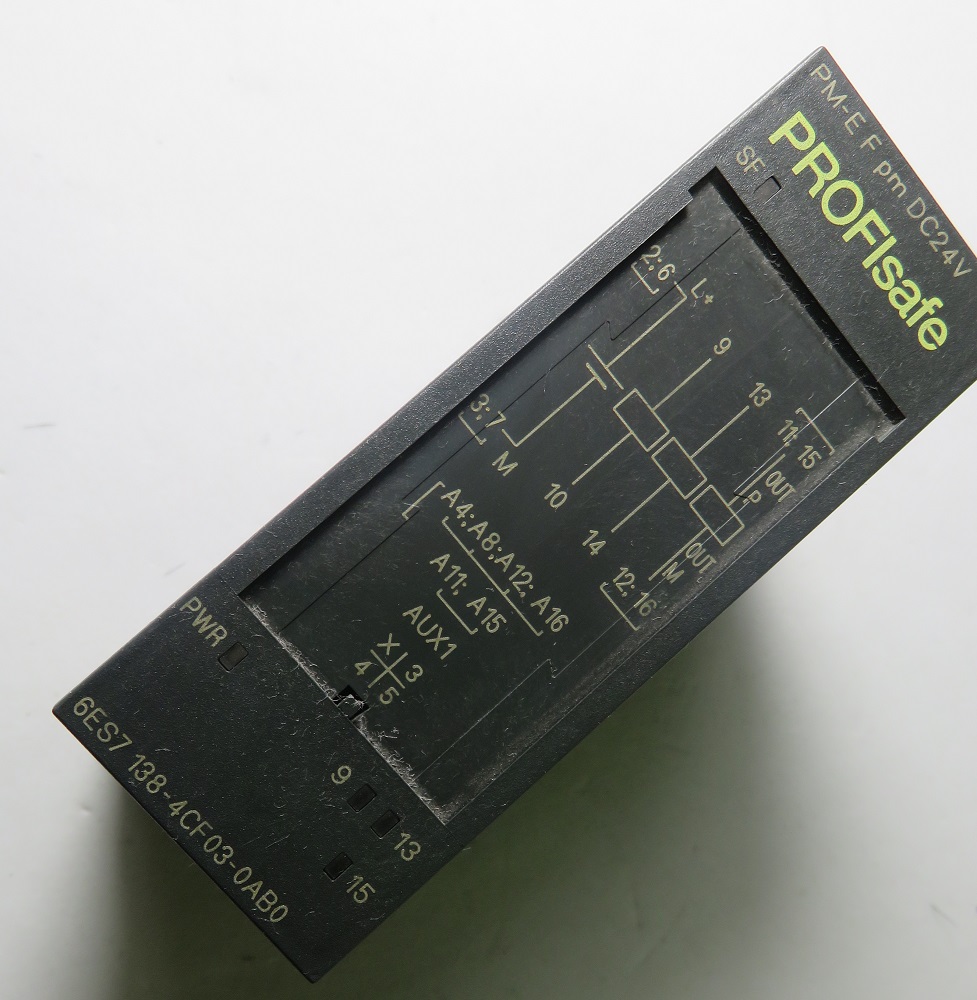 PM-E F pm DC24V
PROFIsafe
SF
2; 6
L+
9
13
11; 15
3; 7
M
10
14
OUT
P
OUT
M
12; 16
A4; A8; A12; A16
A11; A15
AUX1
X 3
4 5
PWR
9
13
15
6ES7 138-4CF03-0AB0